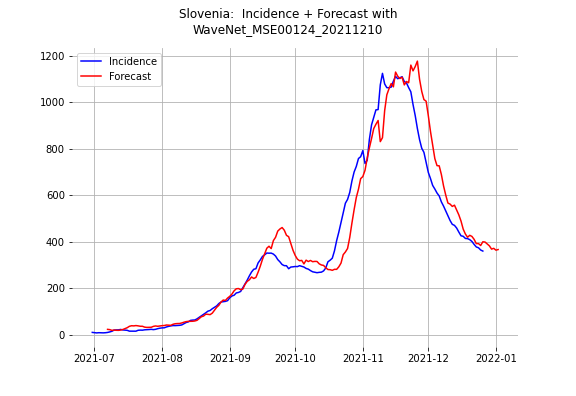 Slovenia:  Incidence + Forecast with
WaveNet_MSE00124_20211210
Incidence
Forecast
1200
1000
800
600
400
200
0
2021-07 2021-08 2021-09 2021-10 2021-11 2021-12 2022-01